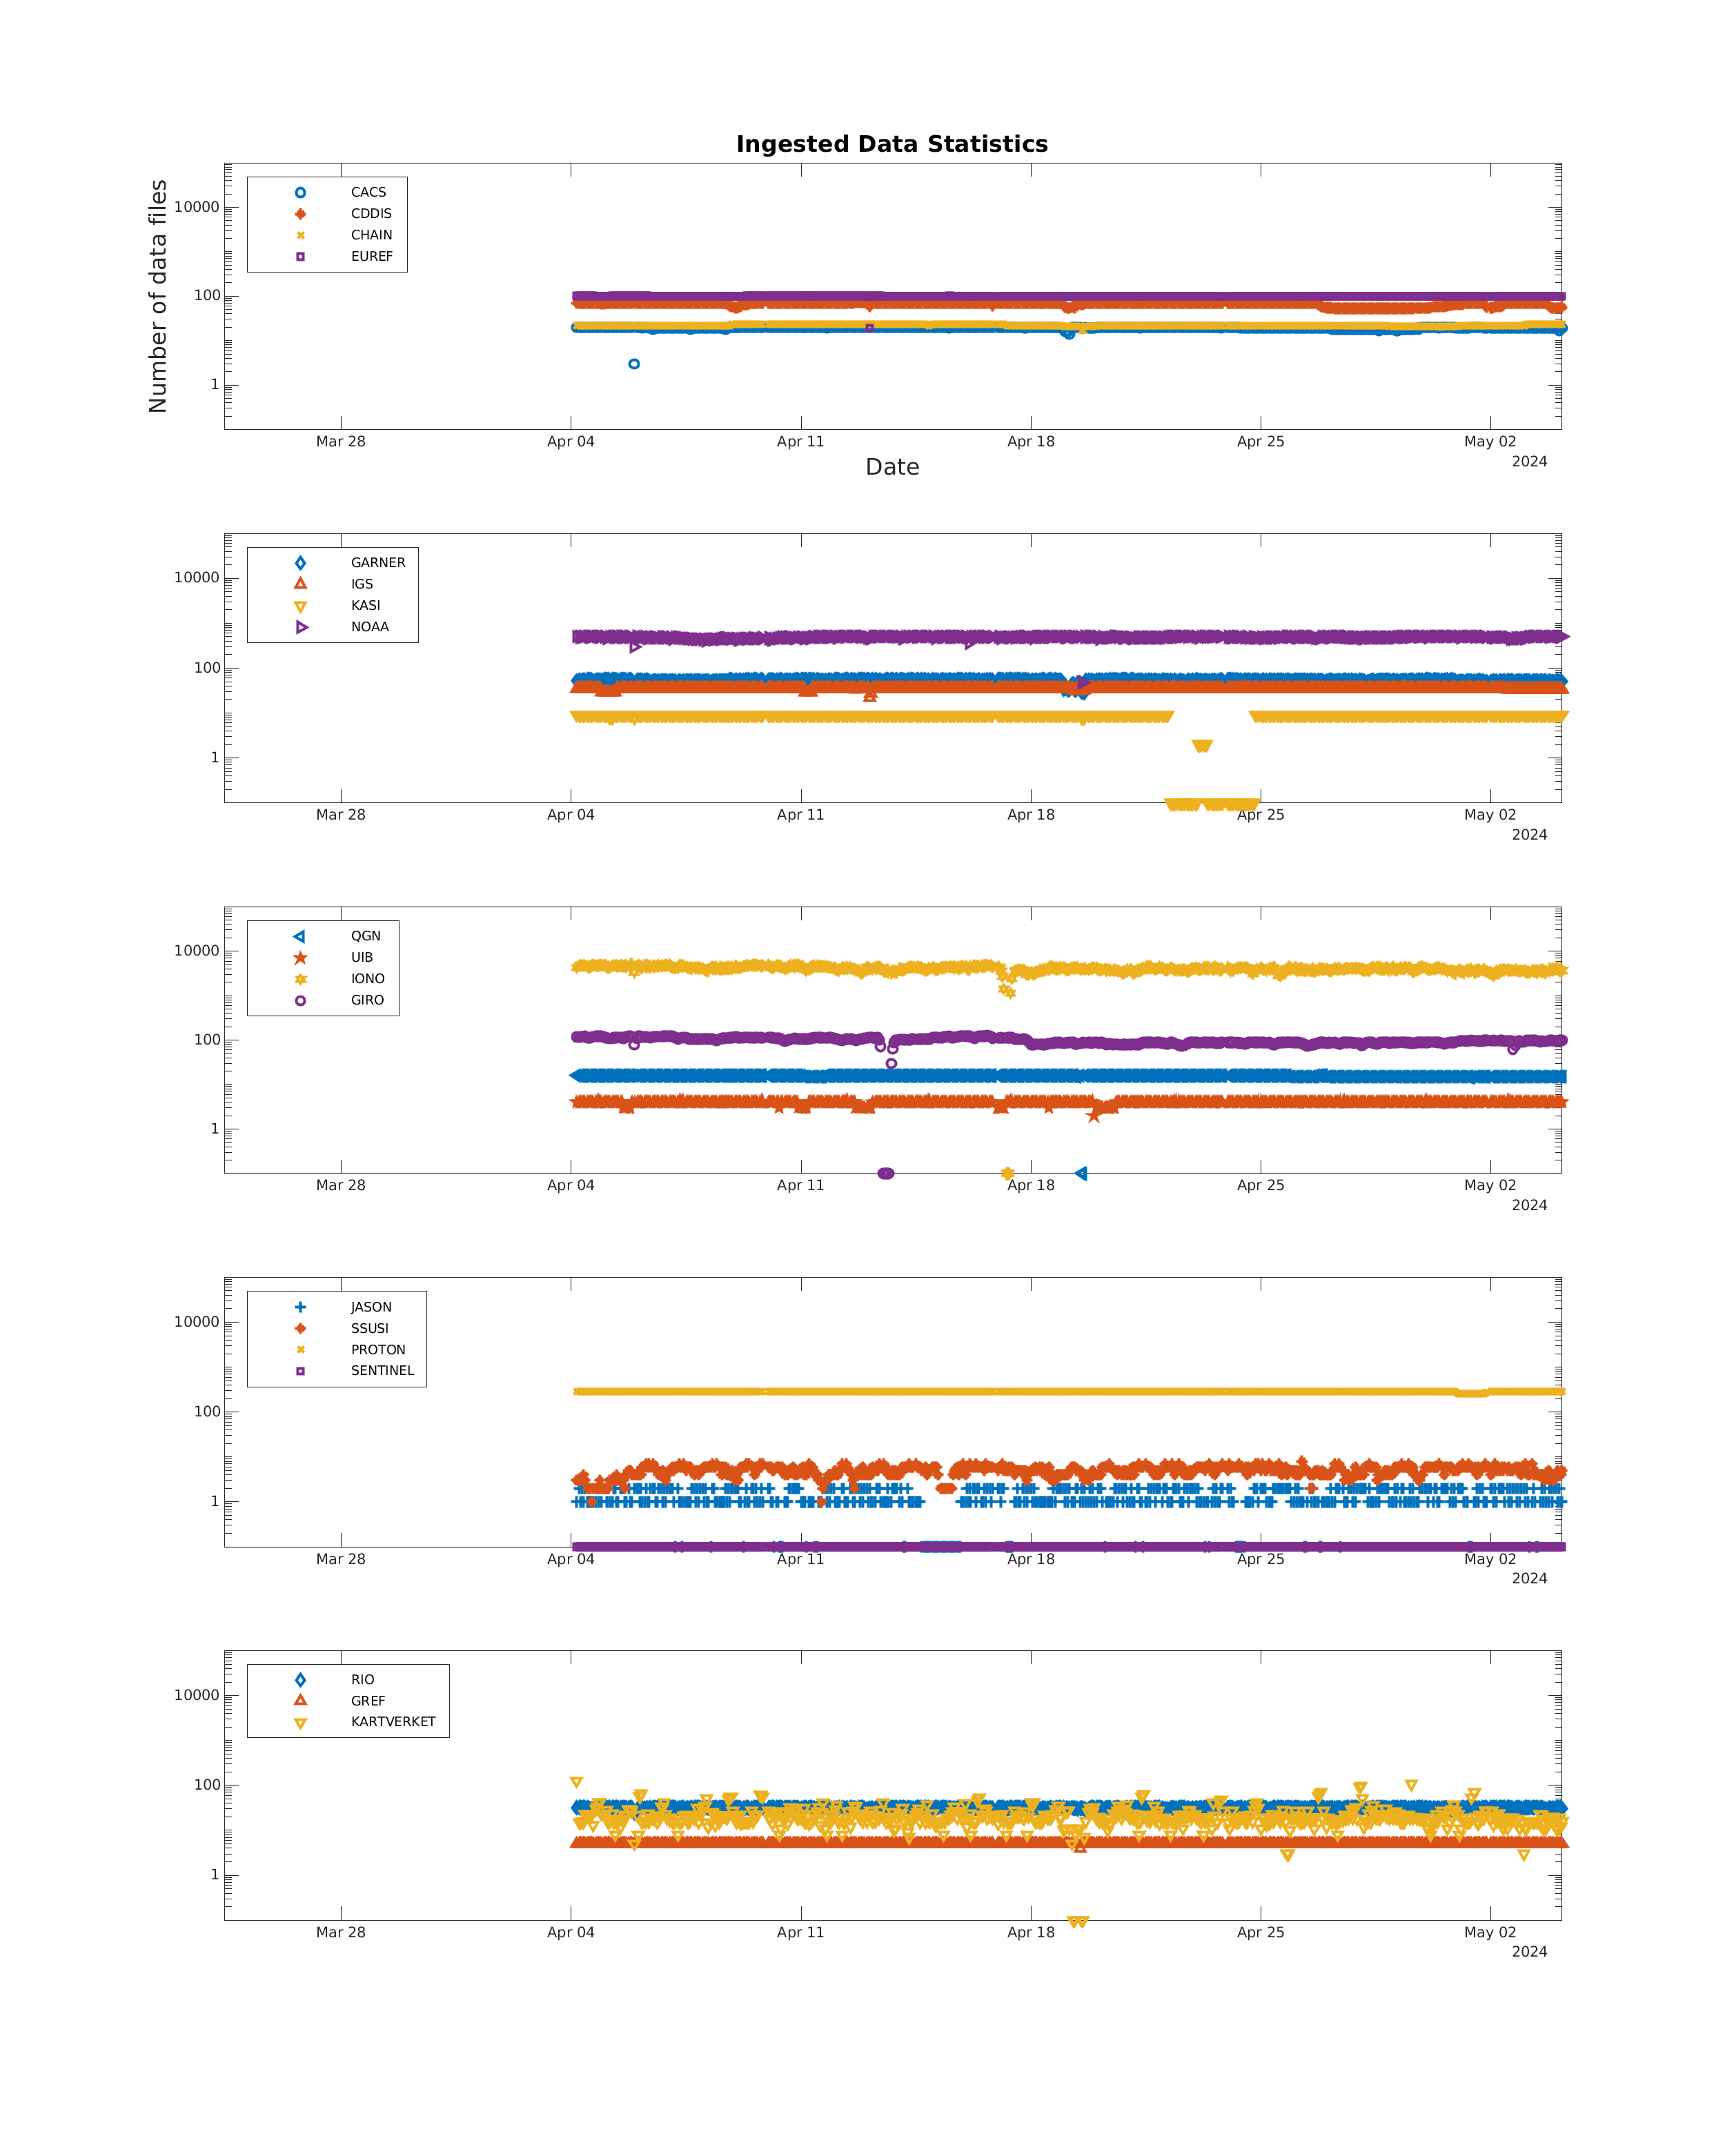 Ingested Data Statistics
Number of data files
10000
100
1
CACS
CDDIS
CHAIN
EUREF
Mar 28 Apr 04 Apr 11 Apr 18 Apr 25 May 02
2024
Date
10000
100
1
GARNER
IGS
KASI
NOAA
Mar 28 Apr 04 Apr 11 Apr 18 Apr 25 May 02
2024
10000
100
1
QGN
UIB
IONO
GIRO
Mar 28 Apr 04 Apr 11 Apr 18 Apr 25 May 02
2024
10000
100
1
JASON
SSUSI
PROTON
SENTINEL
Mar 28 Apr 04 Apr 11 Apr 18 Apr 25 May 02
2024
10000
100
1
RIO
GREF
KARTVERKET
Mar 28 Apr 04 Apr 11 Apr 18 Apr 25 May 02
2024